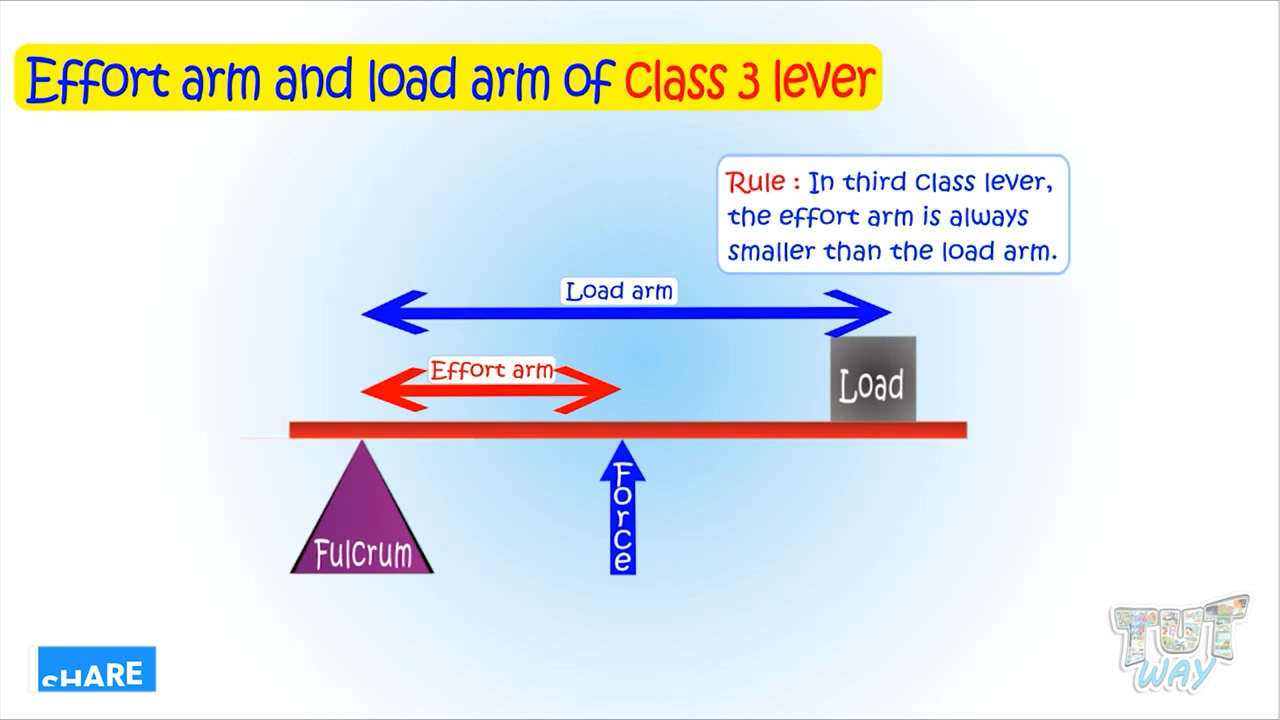 Effort arm and load arm of Class 3 lever
Rule : In third class lever,
the effort arm is always
smaller than the load arm.
Load arm
Effort arm
Load
Force
Fulcrum
SHARE
TUT
WAY